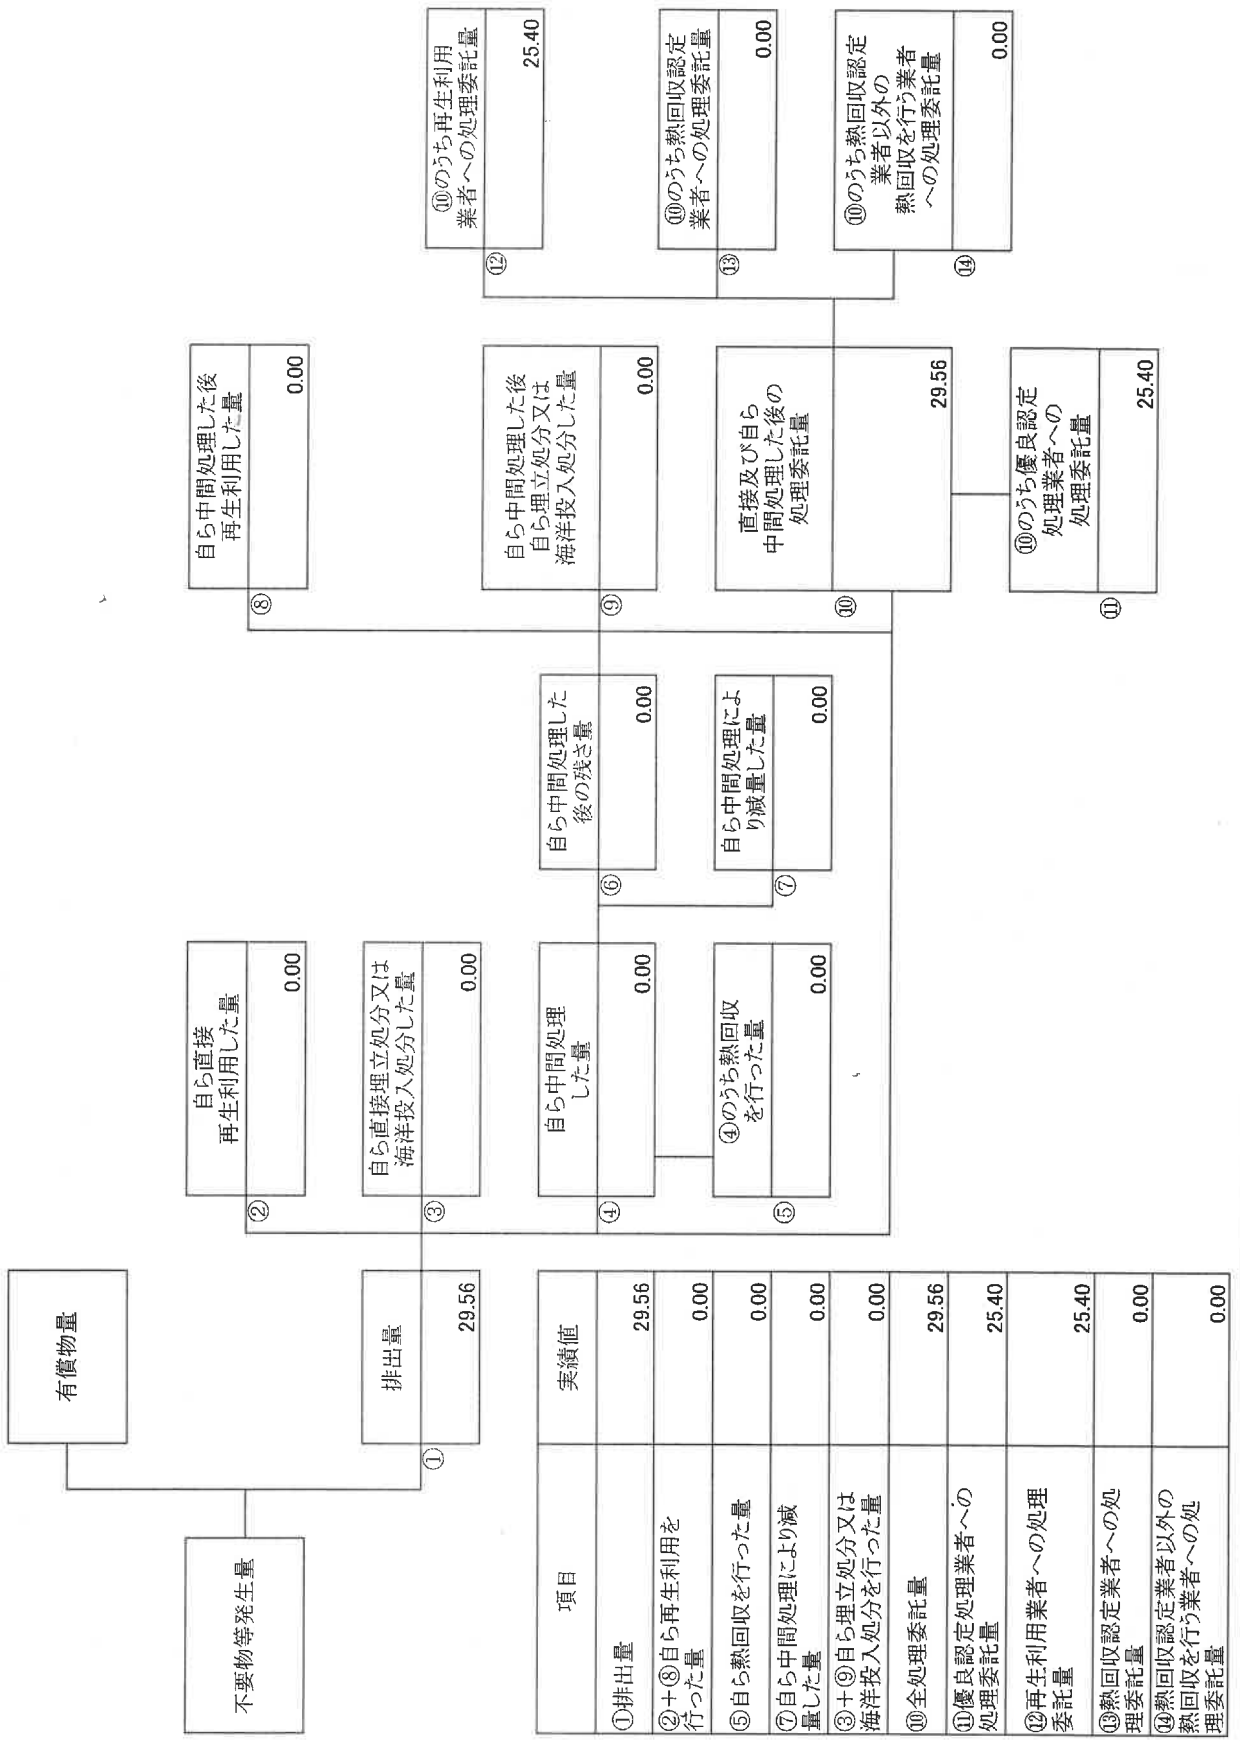 有償物量
不要物等発生量
排出量
①
29.56
自ら直接
再生利用した量
②
0.00
自ら直接埋立処分又は
海洋投入処分した量
③
0.00
自ら中間処理
した量
④
0.00
④のうち熱回収
を行った量
⑤
0.00
自ら中間処理した
後の残さ量
⑥
0.00
自ら中間処理によ
り減量した量
⑦
0.00
自ら中間処理した後
再生利用した量
⑧
0.00
自ら中間処理した後
自ら埋立処分又は
海洋投入処分した量
⑨
0.00
直接及び自ら
中間処理した後の
処理委託量
⑩
29.56
⑩のうち優良認定
処理業者への
処理委託量
⑪
25.40
⑩のうち再生利用
業者への処理委託量
⑫
25.40
⑩のうち熱回収認定
業者への処理委託量
⑬
0.00
⑩のうち熱回収認定
業者以外の
熱回収を行う業者
への処理委託量
⑭
0.00
項目 実績値
①排出量 29.56
②+⑧自ら再生利用を
行った量 0.00
⑤自ら熱回収を行った量 0.00
⑦自ら中間処理により減
量した量 0.00
③+⑨自ら埋立処分又は
海洋投入処分を行った量 0.00
⑩全処理委託量 29.56
⑪優良認定処理業者への
処理委託量 25.40
⑫再生利用業者への処理
委託量 25.40
⑬熱回収認定業者への処
理委託量 0.00
⑭熱回収認定業者以外の
熱回収を行う業者への処
理委託量 0.00